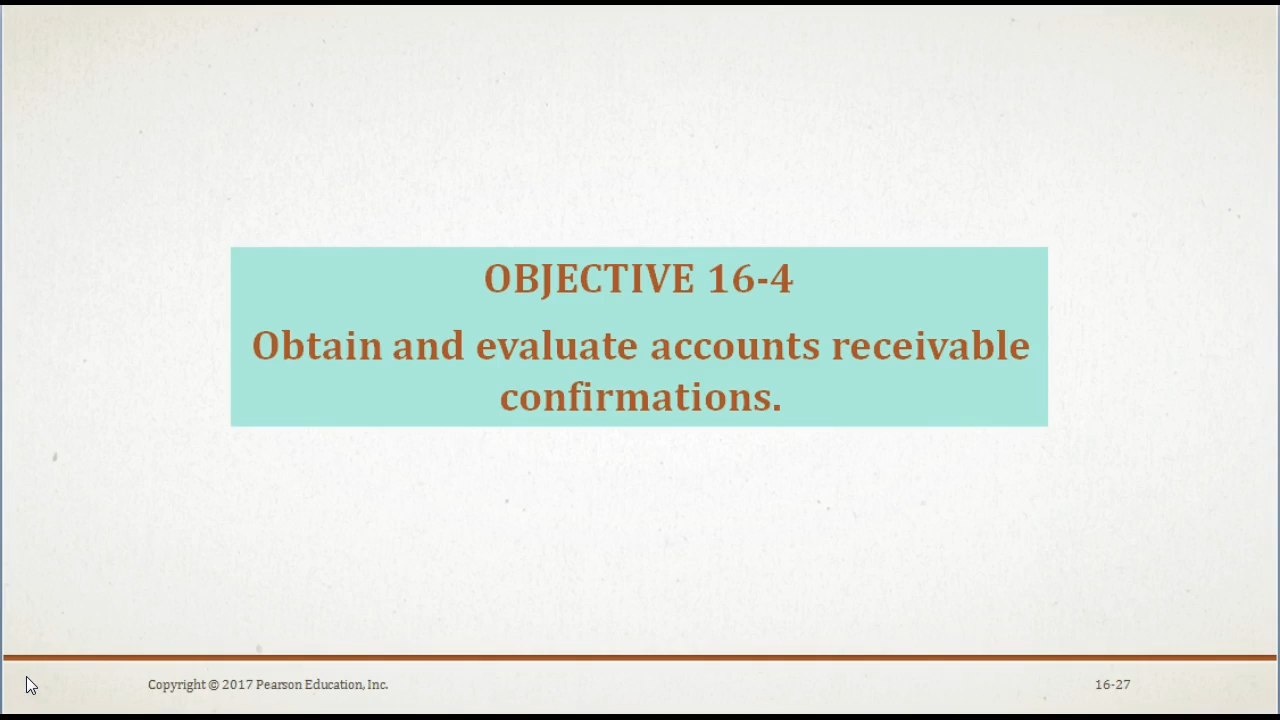 OBJECTIVE 16-4
Obtain and evaluate accounts receivable
confirmations.
Copyright © 2017 Pearson Education, Inc.
16-27